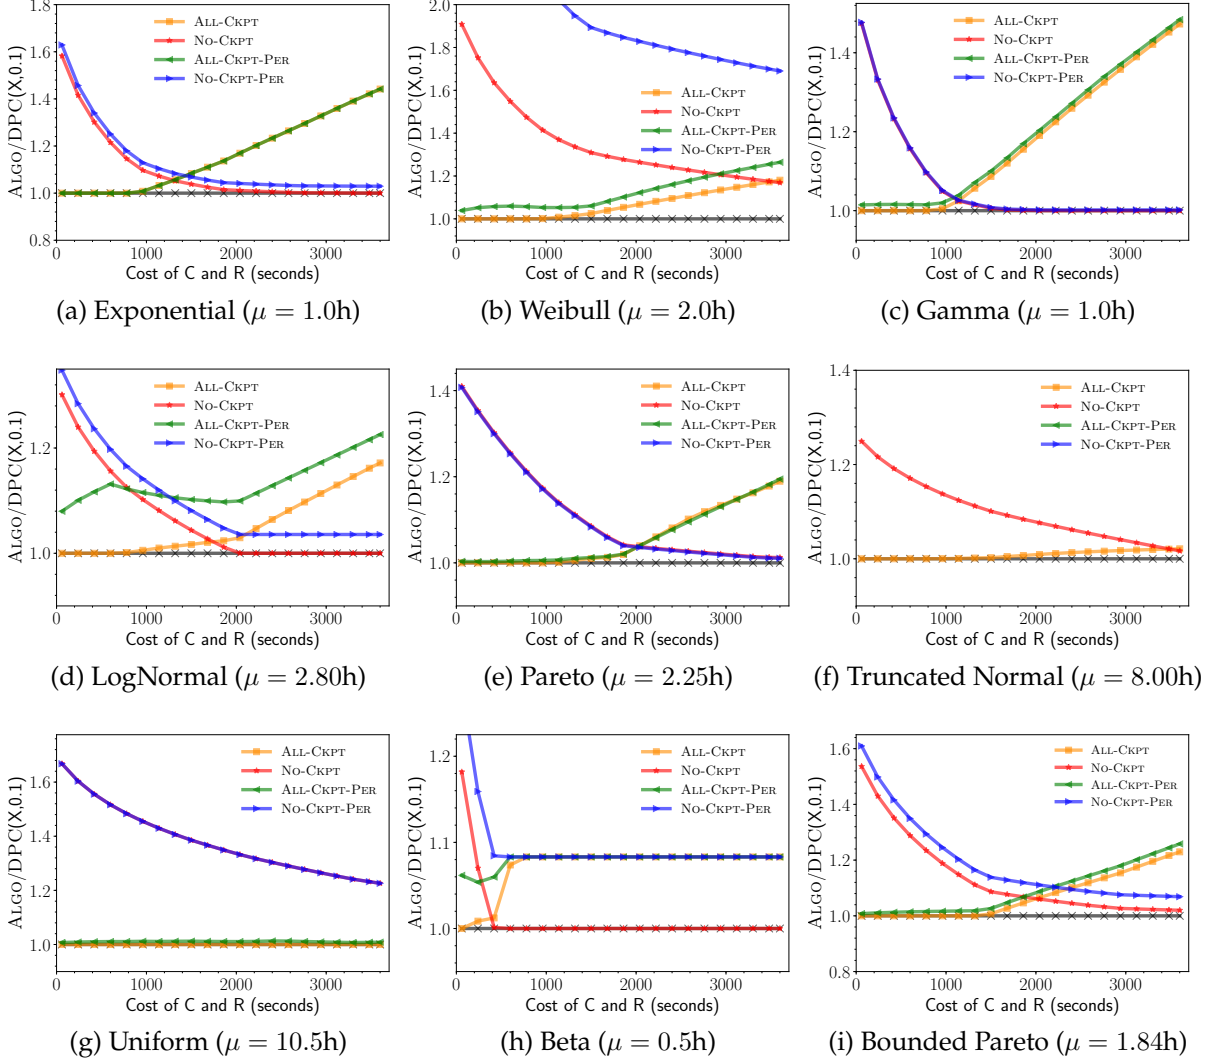 1.8
1.6
1.4
1.2
1.0
0.8
ALGO/DPC(X,0.1)
ALL-CKPT
NO-CKPT
ALL-CKPT-PER
NO-CKPT-PER
0 1000 2000 3000
Cost of C and R (seconds)
(a) Exponential (μ = 1.0h)
2.0
1.8
1.6
1.4
1.2
1.0
ALGO/DPC(X,0.1)
ALL-CKPT
NO-CKPT
ALL-CKPT-PER
NO-CKPT-PER
0 1000 2000 3000
Cost of C and R (seconds)
(b) Weibull (μ = 2.0h)
1.4
1.2
1.0
ALGO/DPC(X,0.1)
ALL-CKPT
NO-CKPT
ALL-CKPT-PER
NO-CKPT-PER
0 1000 2000 3000
Cost of C and R (seconds)
(c) Gamma (μ = 1.0h)
1.2
1.0
ALGO/DPC(X,0.1)
ALL-CKPT
NO-CKPT
ALL-CKPT-PER
NO-CKPT-PER
0 1000 2000 3000
Cost of C and R (seconds)
(d) LogNormal (μ = 2.80h)
1.4
1.2
1.0
ALGO/DPC(X,0.1)
ALL-CKPT
NO-CKPT
ALL-CKPT-PER
NO-CKPT-PER
0 1000 2000 3000
Cost of C and R (seconds)
(e) Pareto (μ = 2.25h)
1.4
1.2
1.0
ALGO/DPC(X,0.1)
ALL-CKPT
NO-CKPT
ALL-CKPT-PER
NO-CKPT-PER
0 1000 2000 3000
Cost of C and R (seconds)
(f) Truncated Normal (μ = 8.00h)
1.6
1.4
1.2
1.0
ALGO/DPC(X,0.1)
ALL-CKPT
NO-CKPT
ALL-CKPT-PER
NO-CKPT-PER
0 1000 2000 3000
Cost of C and R (seconds)
(g) Uniform (μ = 10.5h)
1.2
1.1
1.0
ALGO/DPC(X,0.1)
ALL-CKPT
NO-CKPT
ALL-CKPT-PER
NO-CKPT-PER
0 1000 2000 3000
Cost of C and R (seconds)
(h) Beta (μ = 0.5h)
1.6
1.4
1.2
1.0
0.8
ALGO/DPC(X,0.1)
ALL-CKPT
NO-CKPT
ALL-CKPT-PER
NO-CKPT-PER
0 1000 2000 3000
Cost of C and R (seconds)
(i) Bounded Pareto (μ = 1.84h)